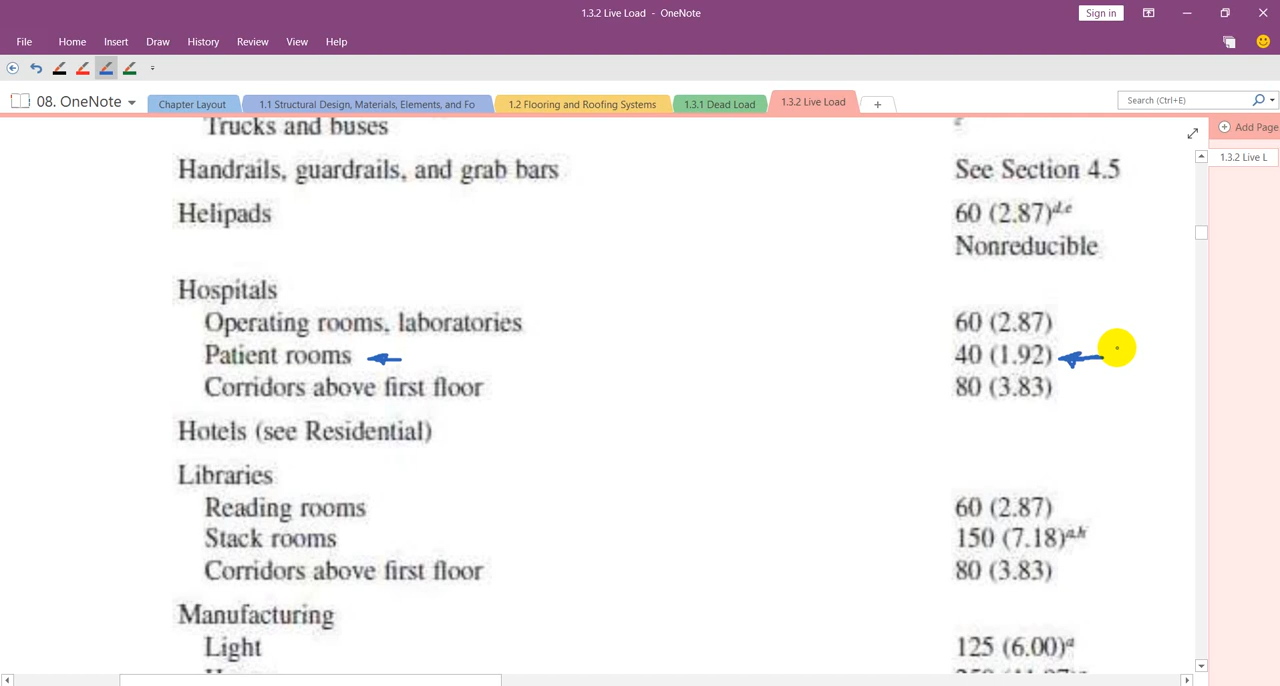 1.3.2 Live Load - OneNote
Sign in
File Home Insert Draw History Review View Help
08. OneNote Chapter Layout 1.1 Structural Design, Materials, Elements, and Fo 1.2 Flooring and Roofing Systems 1.3.1 Dead Load 1.3.2 Live Load Search (Ctrl+E)
Add Page
1.3.2 Live L
Trucks and buses
Handrails, guardrails, and grab bars See Section 4.5
Helipads 60 (2.87)d,e
Nonreducible
Hospitals
Operating rooms, laboratories 60 (2.87)
Patient rooms 40 (1.92)
Corridors above first floor 80 (3.83)
Hotels (see Residential)
Libraries
Reading rooms 60 (2.87)
Stack rooms 150 (7.18)a,h
Corridors above first floor 80 (3.83)
Manufacturing
Light 125 (6.00)a